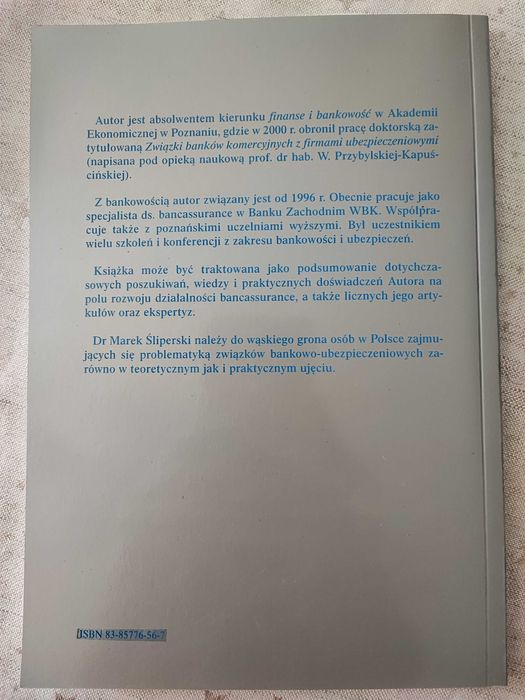 Autor jest absolwentem kierunku finanse i bankowość w Akademii
Ekonomicznej w Poznaniu, gdzie w 2000 r. obronił pracę doktorską za-
tytułowaną Związki banków komercyjnych z firmami ubezpieczeniowymi
(napisana pod opieką naukową prof. dr hab. W. Przybylskiej-Kapuś-
cińskiej).
Z bankowością autor związany jest od 1996 r. Obecnie pracuje jako
specjalista ds. bancassurance w Banku Zachodnim WBK. Współpra-
cuje także z poznańskimi uczelniami wyższymi. Był uczestnikiem
wielu szkoleń i konferencji z zakresu bankowości i ubezpieczeń.
Książka może być traktowana jako podsumowanie dotychcza-
sowych poszukiwań, wiedzy i praktycznych doświadczeń Autora na
polu rozwoju działalności bancassurance, a także licznych jego arty-
kułów oraz ekspertyz.
Dr Marek Śliperski należy do wąskiego grona osób w Polsce zajmu-
jących się problematyką związków bankowo-ubezpieczeniowych za-
równo w teoretycznym jak i praktycznym ujęciu.
ISBN 83-85776-56-7